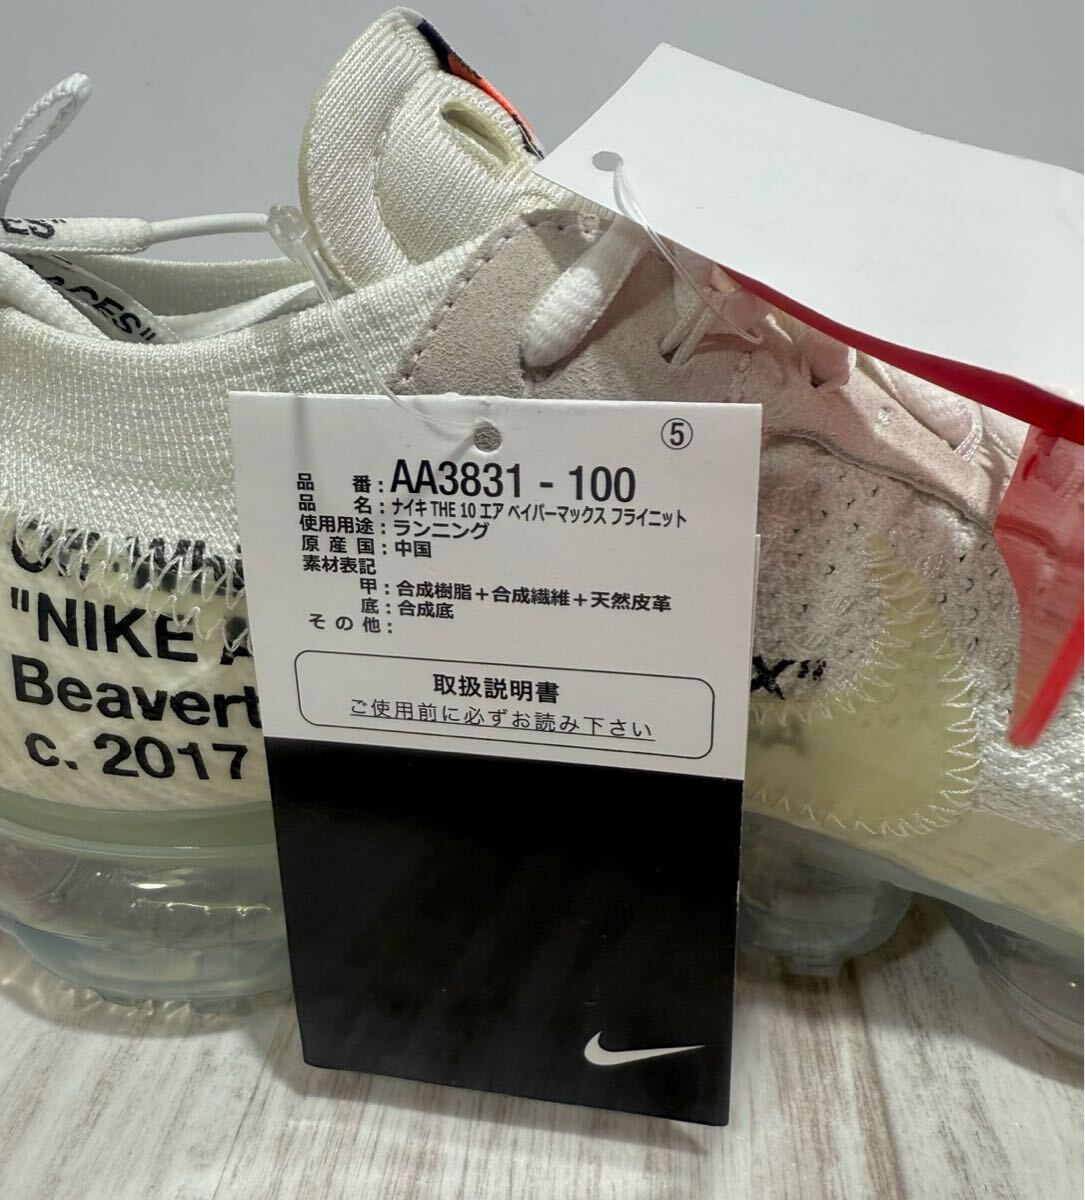 ES"
ACES"
Off-Whi
"NIKE A
Beavert
c. 2017
X"
⑤
品 番:AA3831-100
品 名:ナイキ THE 10 エア ベイパーマックス フライニット
使用用途:ランニング
原産国:中国
素材表記
甲:合成樹脂+合成繊維+天然皮革
底:合成底
その他:
取扱説明書
ご使用前に必ずお読み下さい